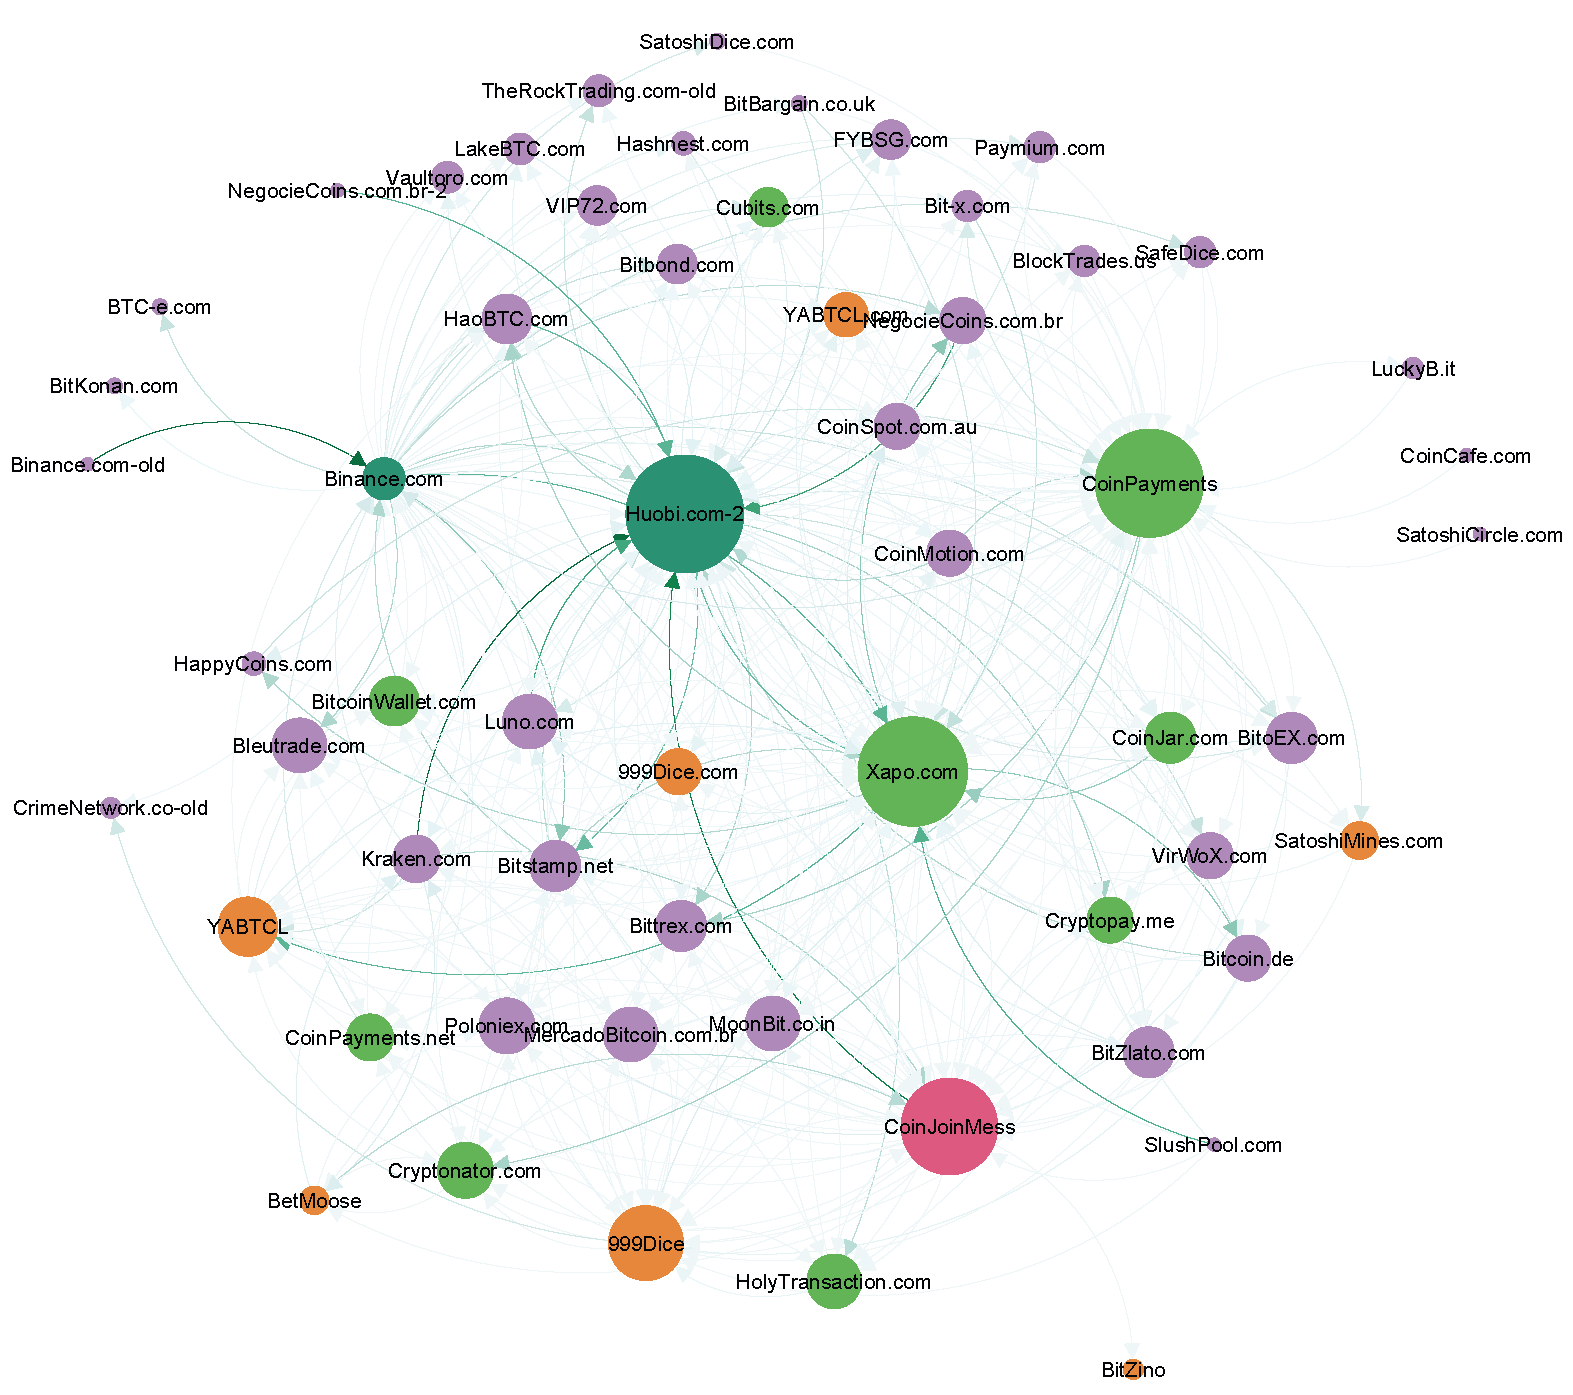 SatoshiDice.com
TheRockTrading.com-old
BitBargain.co.uk
LakeBTC.com
Hashnest.com
FYBSG.com
Paymium.com
Vaultoro.com
NegocieCoins.com.br-2
VIP72.com
Cubits.com
Bit-x.com
Bitbond.com
BlockTrades.us
SafeDice.com
BTC-e.com
HaoBTC.com
YABTCL.com
NegocieCoins.com.br
BitKonan.com
LuckyB.it
CoinSpot.com.au
Binance.com-old
CoinCafe.com
Binance.com
CoinPayments
Huobi.com-2
SatoshiCircle.com
CoinMotion.com
HappyCoins.com
BitcoinWallet.com
Luno.com
Bleutrade.com
CoinJar.com
BitoEX.com
999Dice.com
Xapo.com
CrimeNetwork.co-old
SatoshiMines.com
Kraken.com
Bitstamp.net
VirWoX.com
YABTCL
Bittrex.com
Cryptopay.me
Bitcoin.de
CoinPayments.net
Poloniex.com
MercadoBitcoin.com.br
MoonBit.co.in
BitZlato.com
CoinJoinMess
SlushPool.com
Cryptonator.com
BetMoose
999Dice
HolyTransaction.com
BitZino